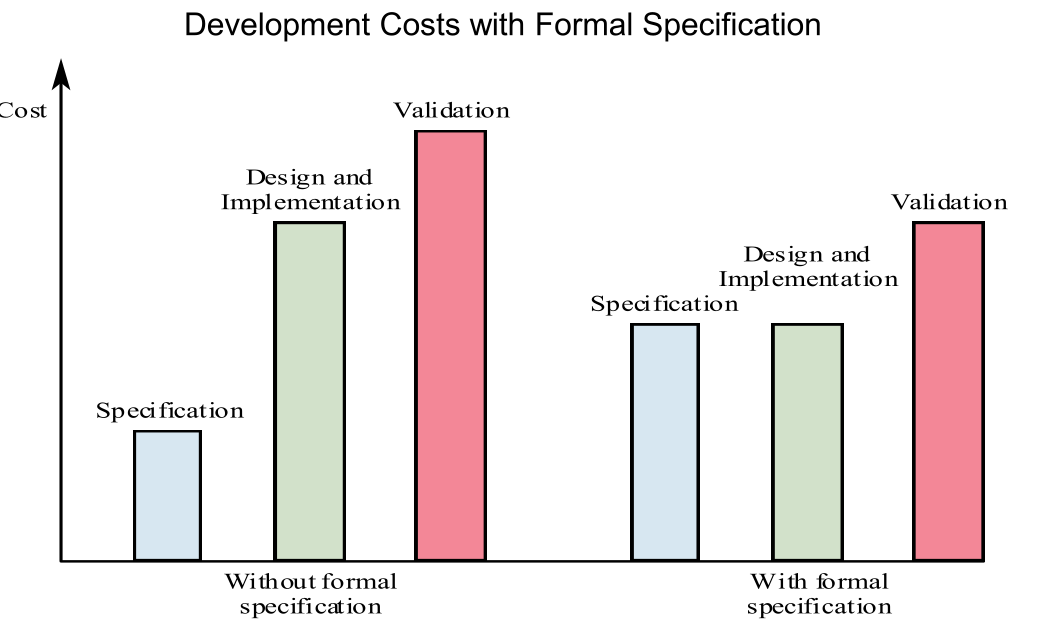 Development Costs with Formal Specification
Cost
Validation
Design and
Implementation
Specification
Validation
Design and
Implementation
Specification
Without formal
specification
With formal
specification